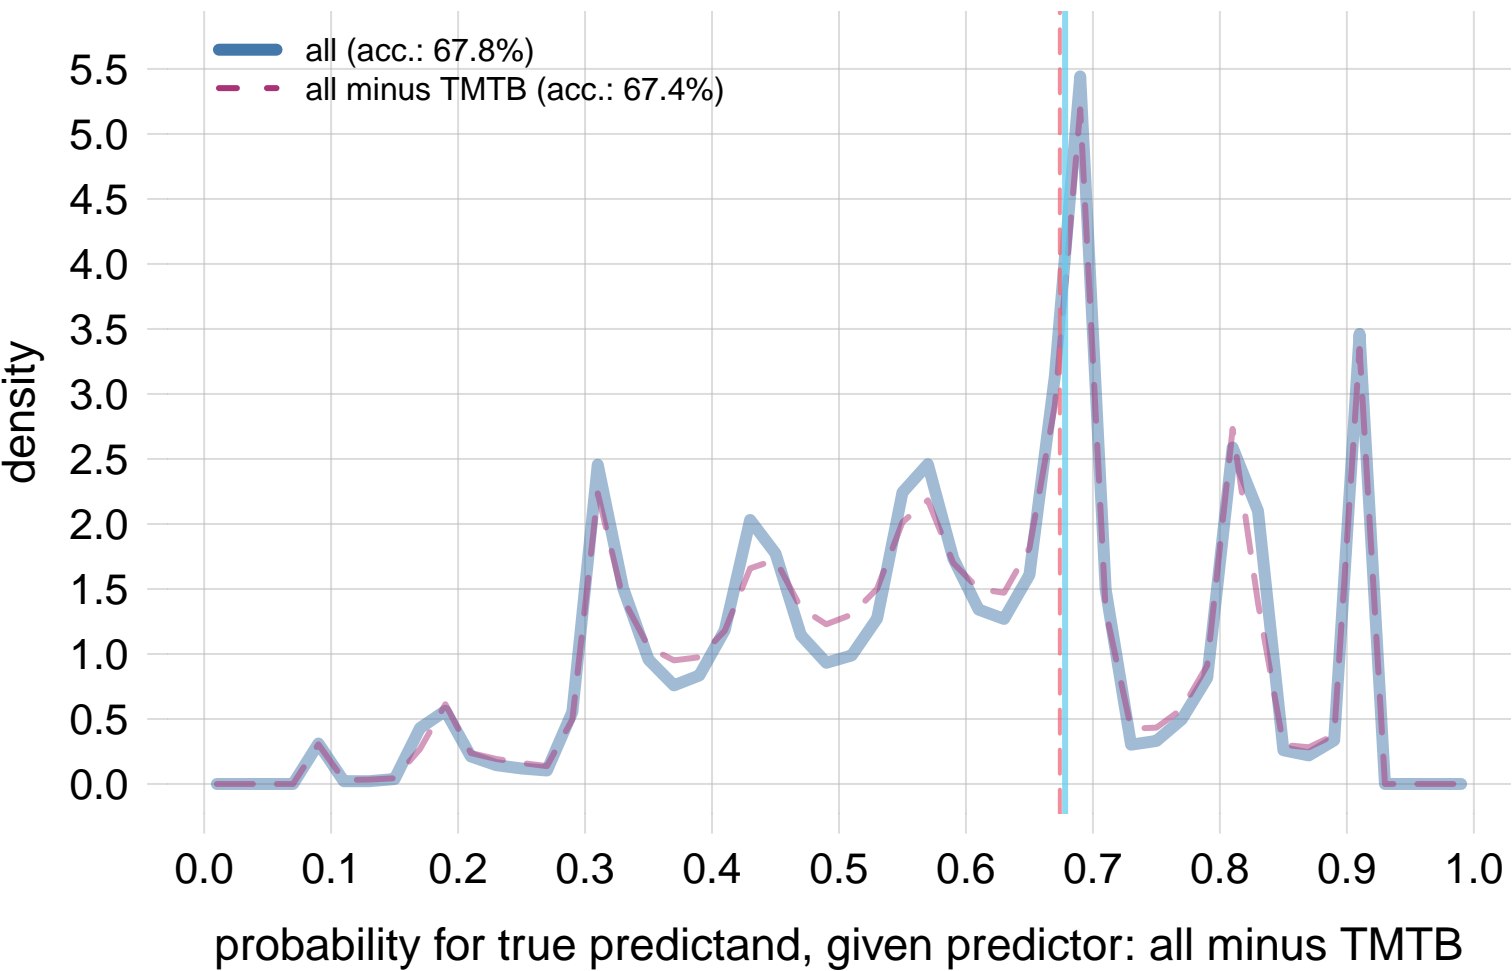 all (acc.: 67.8%)
all minus TMTB (acc.: 67.4%)
5.5
5.0
4.5
4.0
3.5
3.0
2.5
2.0
1.5
1.0
0.5
0.0
density
0.0 0.1 0.2 0.3 0.4 0.5 0.6 0.7 0.8 0.9 1.0
probability for true predictand, given predictor: all minus TMTB